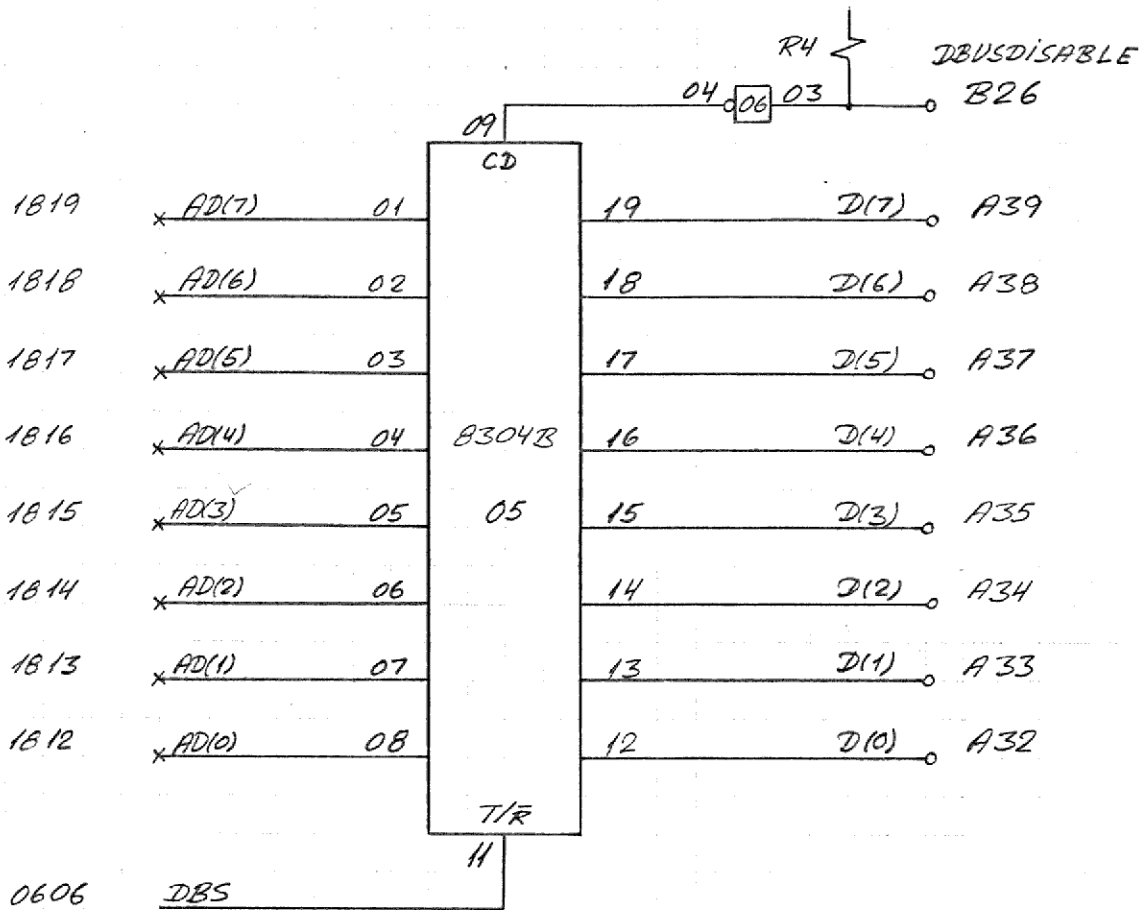 R4 DBUSDISABLE
04 06 03 B26
09
CD
1819 AD(7) 01 19 D(7) A39
1818 AD(6) 02 18 D(6) A38
1817 AD(5) 03 17 D(5) A37
1816 AD(4) 04 8304B 16 D(4) A36
1815 AD(3) 05 05 15 D(3) A35
1814 AD(2) 06 14 D(2) A34
1813 AD(1) 07 13 D(1) A33
1812 AD(0) 08 12 D(0) A32
T/R̅
11
0606 DBS